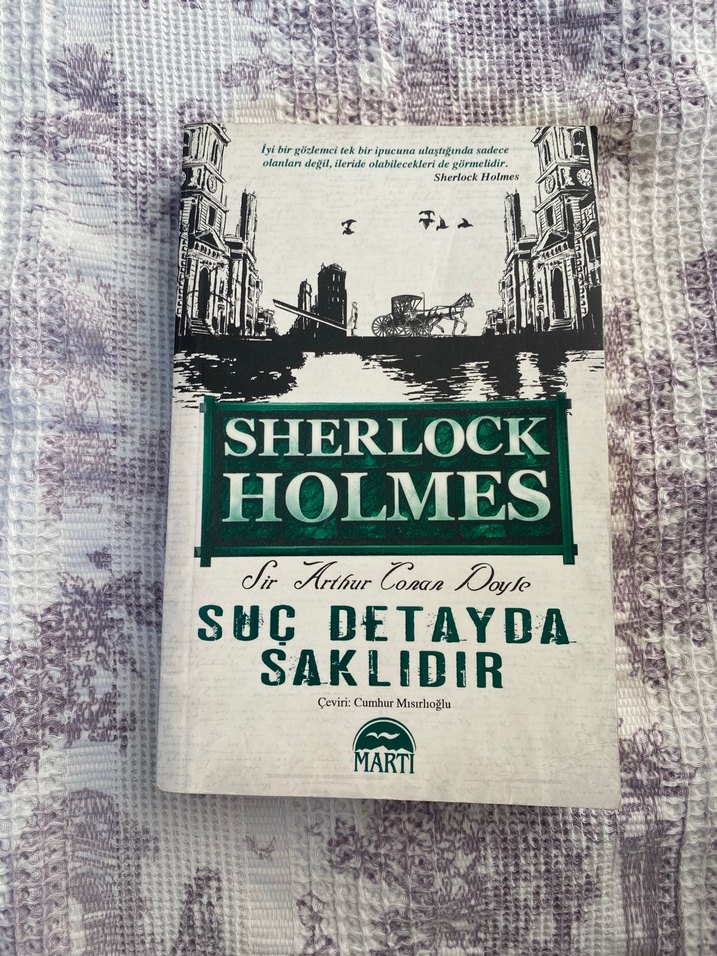 İyi bir gözlemci tek bir ipucuna ulaştığında sadece
olanları değil, ileride olabilecekleri de görmelidir.
Sherlock Holmes
SHERLOCK
HOLMES
Sir Arthur Conan Doyle
SUÇ DETAYDA
SAKLIDIR
Çeviri: Cumhur Mısırlıoğlu
MARTI